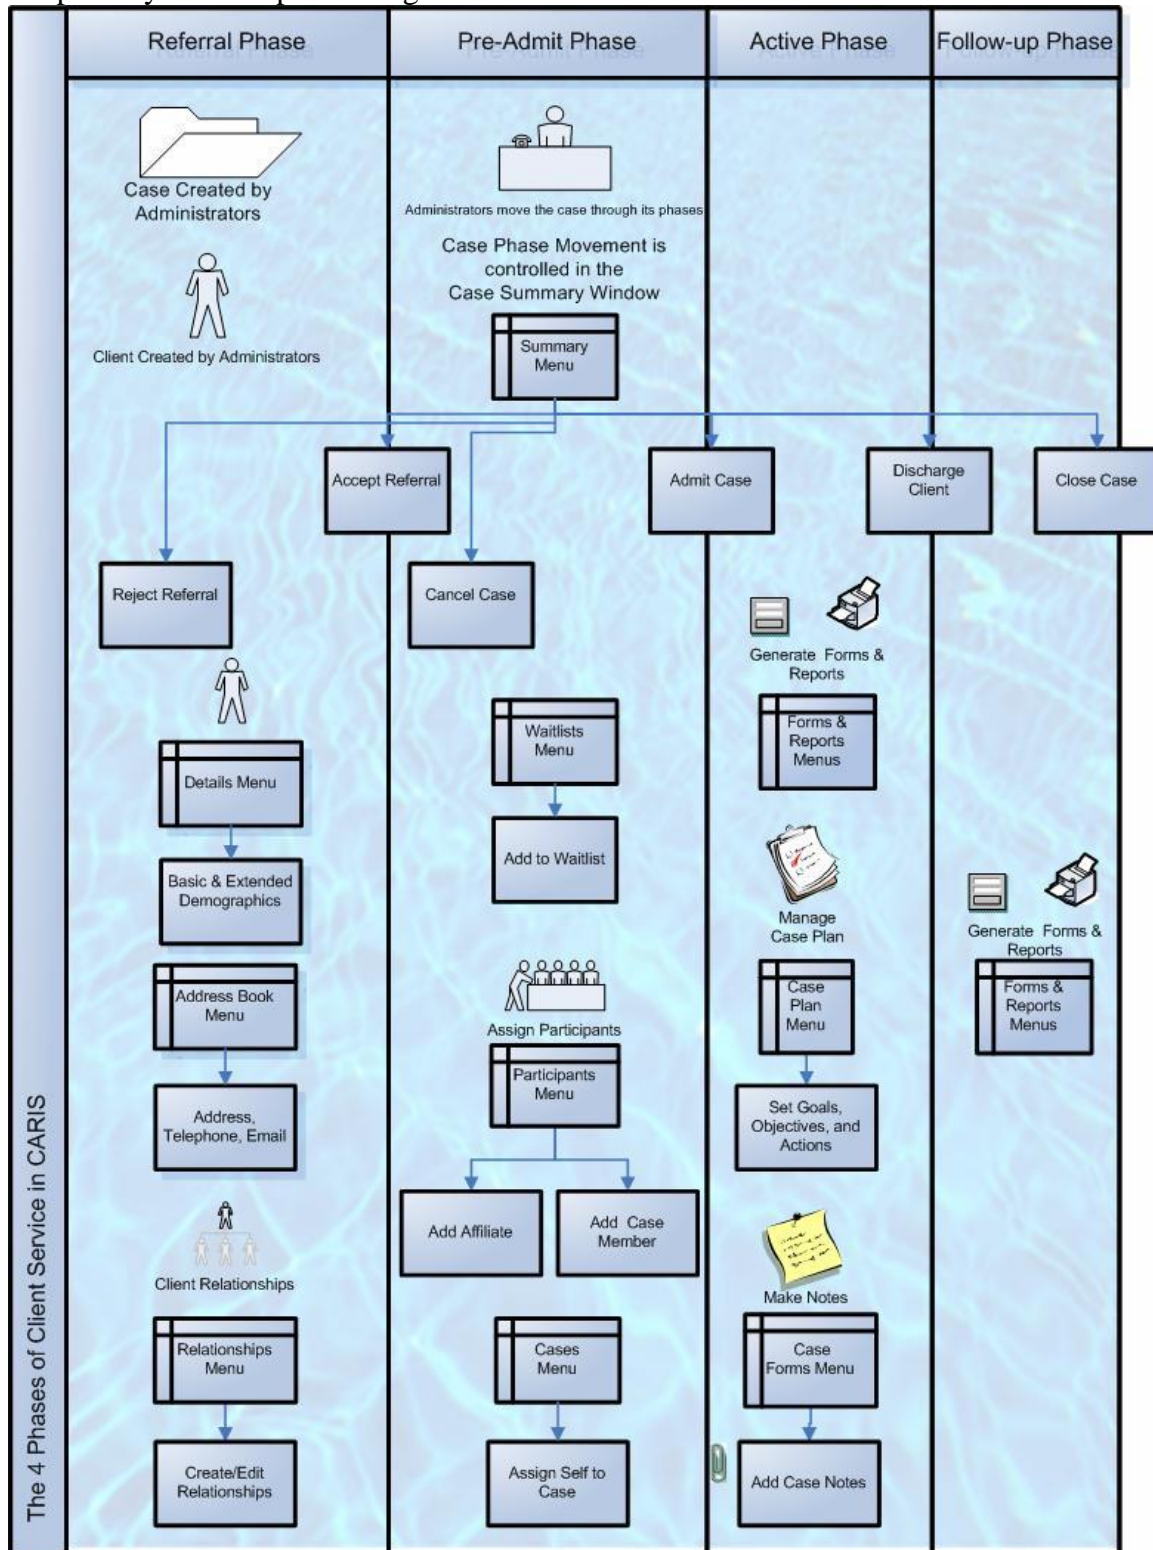 Referral Phase
Pre-Admit Phase
Active Phase
Follow-up Phase
Case Created by
Administrators
Client Created by Administrators
Administrators move the case through its phases
Case Phase Movement is
controlled in the
Case Summary Window
Summary
Menu
Accept Referral
Admit Case
Discharge
Client
Close Case
Reject Referral
Cancel Case
Generate Forms &
Reports
Forms &
Reports
Menus
Details Menu
Basic & Extended
Demographics
Address Book
Menu
Address,
Telephone, Email
Client Relationships
Relationships
Menu
Create/Edit
Relationships
Waitlists
Menu
Add to Waitlist
Assign Participants
Participants
Menu
Add Affiliate
Add Case
Member
Cases
Menu
Assign Self to
Case
Manage
Case Plan
Case
Plan
Menu
Set Goals,
Objectives, and
Actions
Make Notes
Case
Forms Menu
Add Case Notes
Generate Forms &
Reports
Forms &
Reports
Menus
The 4 Phases of Client Service in CARIS